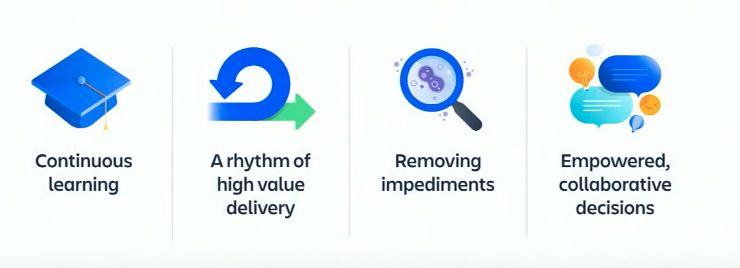 Continuous
learning
A rhythm of
high value
delivery
Removing
impediments
Empowered,
collaborative
decisions